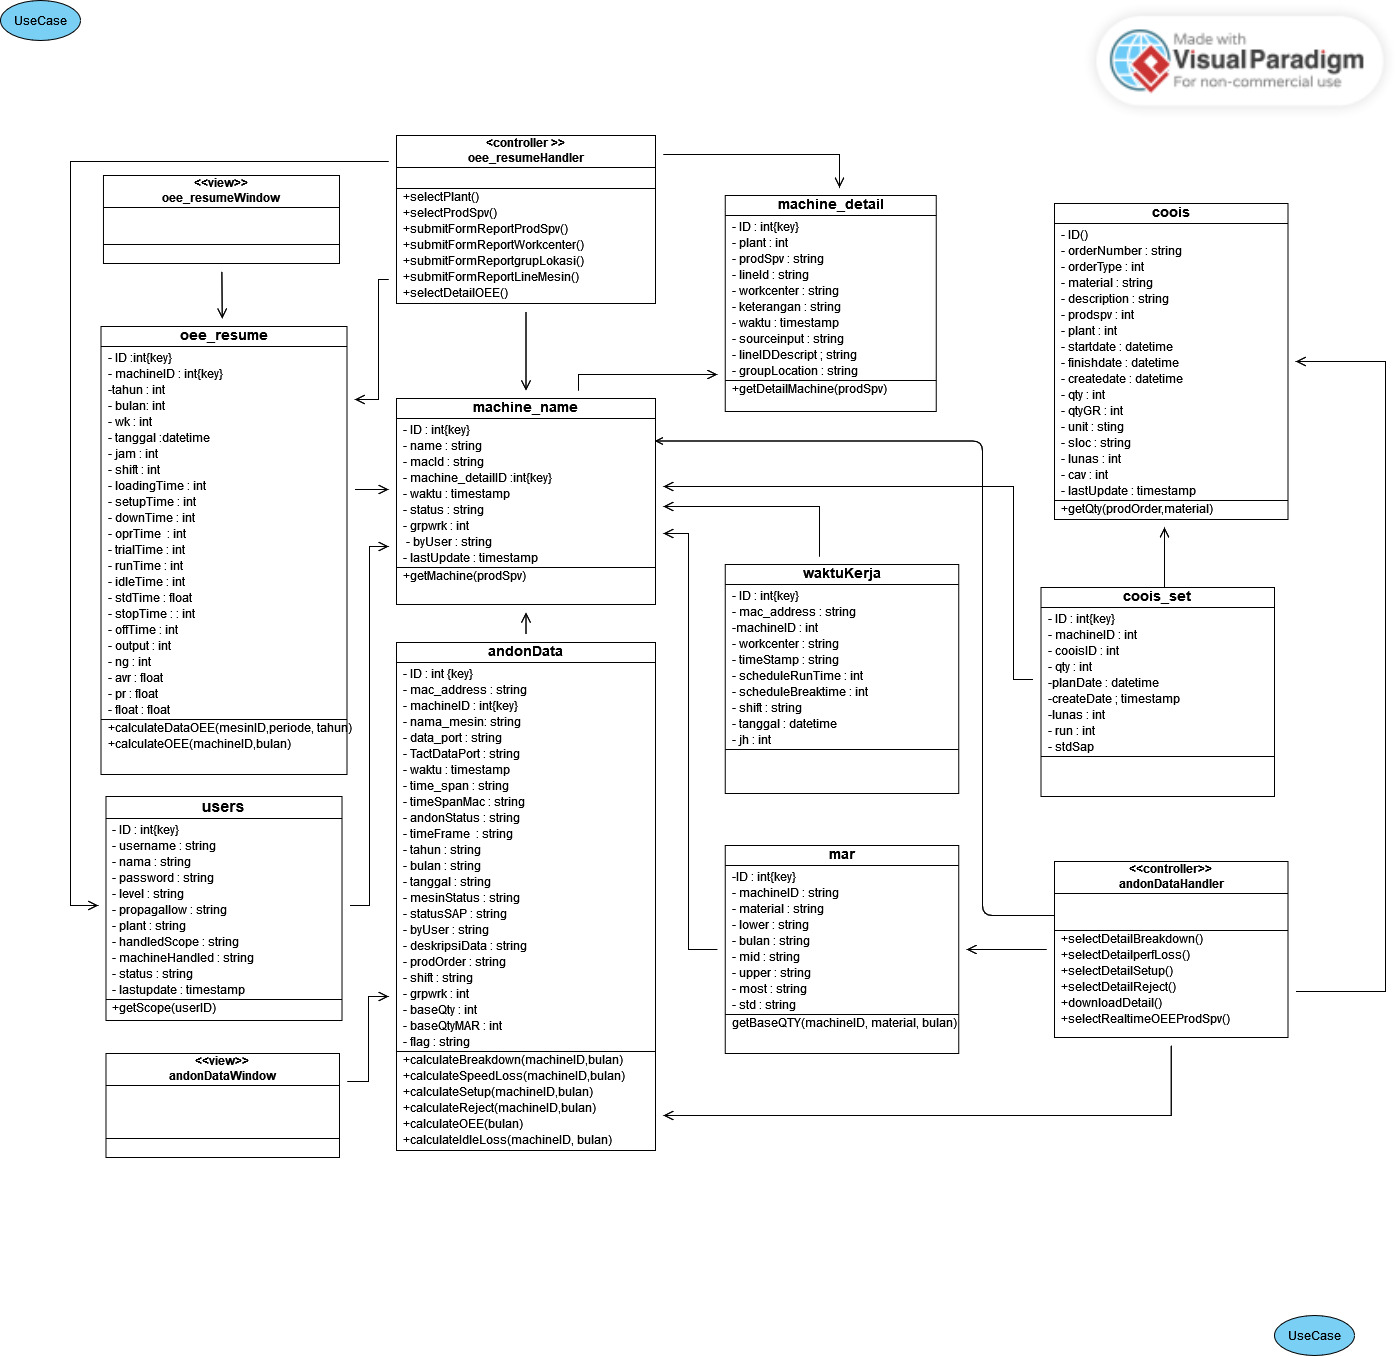 UseCase
Made with
Visual Paradigm
For non-commercial use
<controller >>
oee_resumeHandler
+selectPlant()
+selectProdSpv()
+submitFormReportProdSpv()
+submitFormReportWorkcenter()
+submitFormReportgrupLokasi()
+submitFormReportLineMesin()
+selectDetailOEE()
<<view>>
oee_resumeWindow
machine_detail
- ID : int{key}
- plant : int
- prodSpv : string
- lineId : string
- workcenter : string
- keterangan : string
- waktu : timestamp
- sourceinput : string
- lineIDDescript ; string
- groupLocation : string
+getDetailMachine(prodSpv)
coois
- ID()
- orderNumber : string
- orderType : int
- material : string
- description : string
- prodspv : int
- plant : int
- startdate : datetime
- finishdate : datetime
- createdate : datetime
- qty : int
- qtyGR : int
- unit : sting
- sloc : string
- lunas : int
- cav : int
- lastUpdate : timestamp
+getQty(prodOrder,material)
oee_resume
- ID :int{key}
- machineID : int{key}
-tahun : int
- bulan: int
- wk : int
- tanggal :datetime
- jam : int
- shift : int
- loadingTime : int
- setupTime : int
- downTime : int
- oprTime  : int
- trialTime : int
- runTime : int
- idleTime : int
- stdTime : float
- stopTime : : int
- offTime : int
- output : int
- ng : int
- avr : float
- pr : float
- float : float
+calculateDataOEE(mesinID,periode, tahun)
+calculateOEE(machineID,bulan)
machine_name
- ID : int{key}
- name : string
- macId : string
- machine_detailID :int{key}
- waktu : timestamp
- status : string
- grpwrk : int
- byUser : string
- lastUpdate : timestamp
+getMachine(prodSpv)
waktuKerja
- ID : int{key}
- mac_address : string
-machineID : int
- workcenter : string
- timeStamp : string
- scheduleRunTime : int
- scheduleBreaktime : int
- shift : string
- tanggal : datetime
- jh : int
coois_set
- ID : int{key}
- machineID : int
- cooisID : int
- qty : int
-planDate : datetime
-createDate ; timestamp
-lunas : int
- run : int
- stdSap
andonData
- ID : int {key}
- mac_address : string
- machineID : int{key}
- nama_mesin: string
- data_port : string
- TactDataPort : string
- waktu : timestamp
- time_span : string
- timeSpanMac : string
- andonStatus : string
- timeFrame  : string
- tahun : string
- bulan : string
- tanggal : string
- mesinStatus : string
- statusSAP : string
- byUser : string
- deskripsiData : string
- prodOrder : string
- shift : string
- grpwrk : int
- baseQty : int
- baseQtyMAR : int
- flag : string
+calculateBreakdown(machineID,bulan)
+calculateSpeedLoss(machineID,bulan)
+calculateSetup(machineID,bulan)
+calculateReject(machineID,bulan)
+calculateOEE(bulan)
+calculateIdleLoss(machineID, bulan)
users
- ID : int{key}
- username : string
- nama : string
- password : string
- level : string
- propagallow : string
- plant : string
- handledScope : string
- machineHandled : string
- status : string
- lastupdate : timestamp
+getScope(userID)
mar
-ID : int{key}
- machineID : string
- material : string
- lower : string
- bulan : string
- mid : string
- upper : string
- most : string
- std : string
getBaseQTY(machineID, material, bulan)
<<controller>>
andonDataHandler
+selectDetailBreakdown()
+selectDetailperfLoss()
+selectDetailSetup()
+selectDetailReject()
+downloadDetail()
+selectRealtimeOEEProdSpv()
<<view>>
andonDataWindow
UseCase